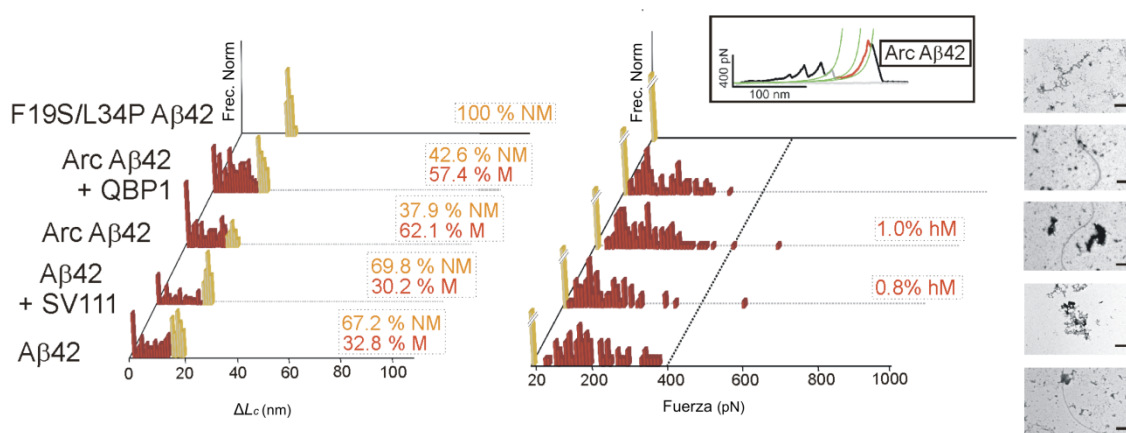 Frec. Norm
F19S/L34P Aβ42
100 % NM
Arc Aβ42
+ QBP1
42.6 % NM
57.4 % M
Arc Aβ42
37.9 % NM
62.1 % M
Aβ42
+ SV111
69.8 % NM
30.2 % M
Aβ42
67.2 % NM
32.8 % M
0 20 40 60 80 100
ΔLc (nm)
Frec. Norm
400 pN
100 nm
Arc Aβ42
1.0% hM
0.8% hM
20 200 400 600 800 1000
Fuerza (pN)